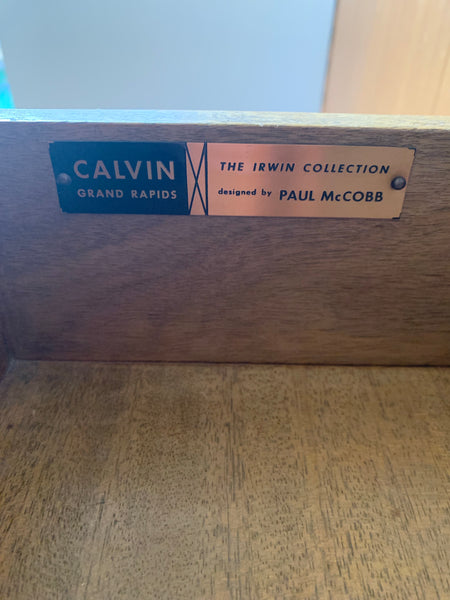 CALVIN
GRAND RAPIDS
THE IRWIN COLLECTION
designed by PAUL McCOBB